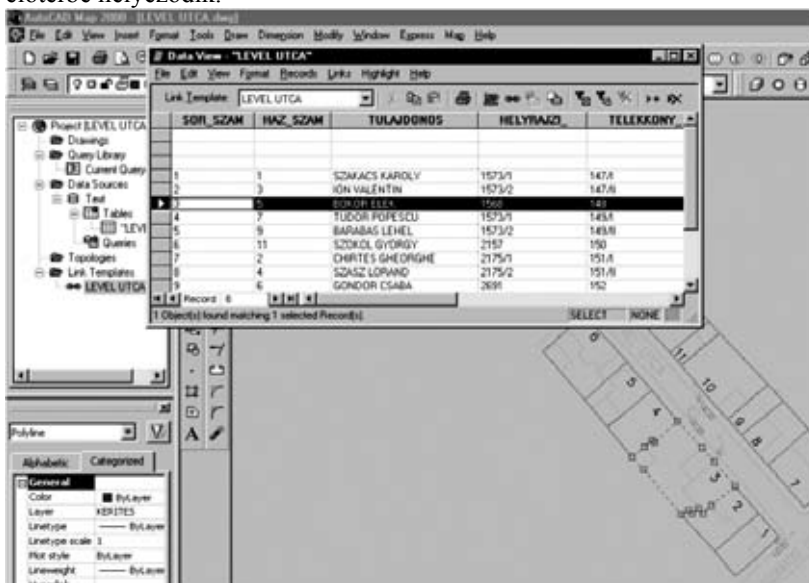 AutoCAD Map 2000 - [LEVEL UTCA.dwg]
File Edit View Insert Format Tools Draw Dimension Modify Window Express Map Help
Data View - "LEVEL UTCA"
File Edit View Format Records Links Highlight Help
Link Template: LEVEL UTCA
SOR_SZAM HAZ_SZAM TULAJDONOS HELYRAJZI_ TELEKKONY_
1 1 SZAKACS KAROLY 1573/1 147/I
2 3 ION VALENTIN 1573/2 147/II
3 5 BOKOR ELEK 1568 148
4 7 TUDOR POPESCU 1573/1 149/I
5 9 BARABAS LEHEL 1573/2 149/II
6 11 SZOKOL GYORGY 2157 150
7 2 CHIRTES GHEORGHE 2175/1 151/I
8 4 SZASZ LORAND 2175/2 151/II
9 6 GONDOR CSABA 2691 152
Record 6
1 Object(s) found matching 1 selected Record(s).
SELECT NONE
Project [LEVEL UTCA
Drawings
Query Library
Current Query
Data Sources
Test
Tables
"LEV
Queries
Topologies
Link Templates
LEVEL UTCA
Polyline
Alphabetic Categorized
General
Color ByLayer
Layer KERITES
Linetype ByLayer
Linetype scale 1
Plot style ByLayer
Lineweight ByLayer
6
5
4
3
2
1
11
10
9
8
7